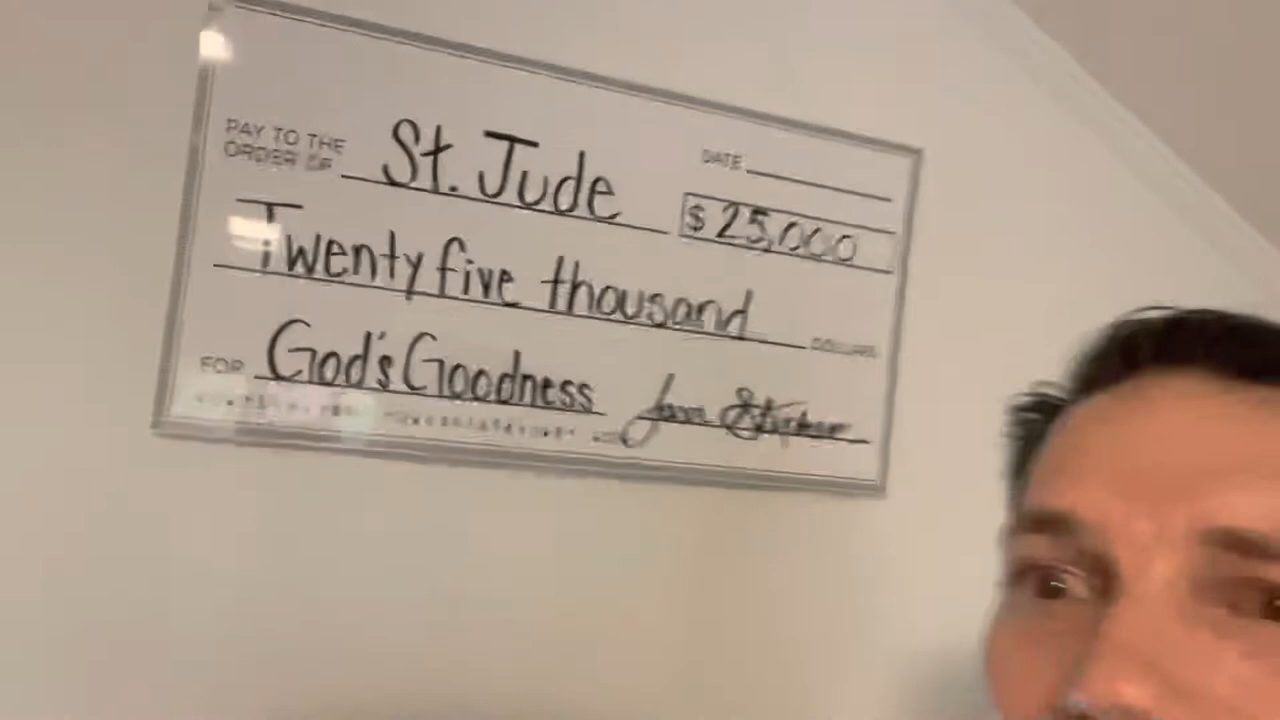 PAY TO THE
ORDER OF St. Jude
DATE
$ 25,000
Twenty five thousand DOLLARS
FOR God's Goodness